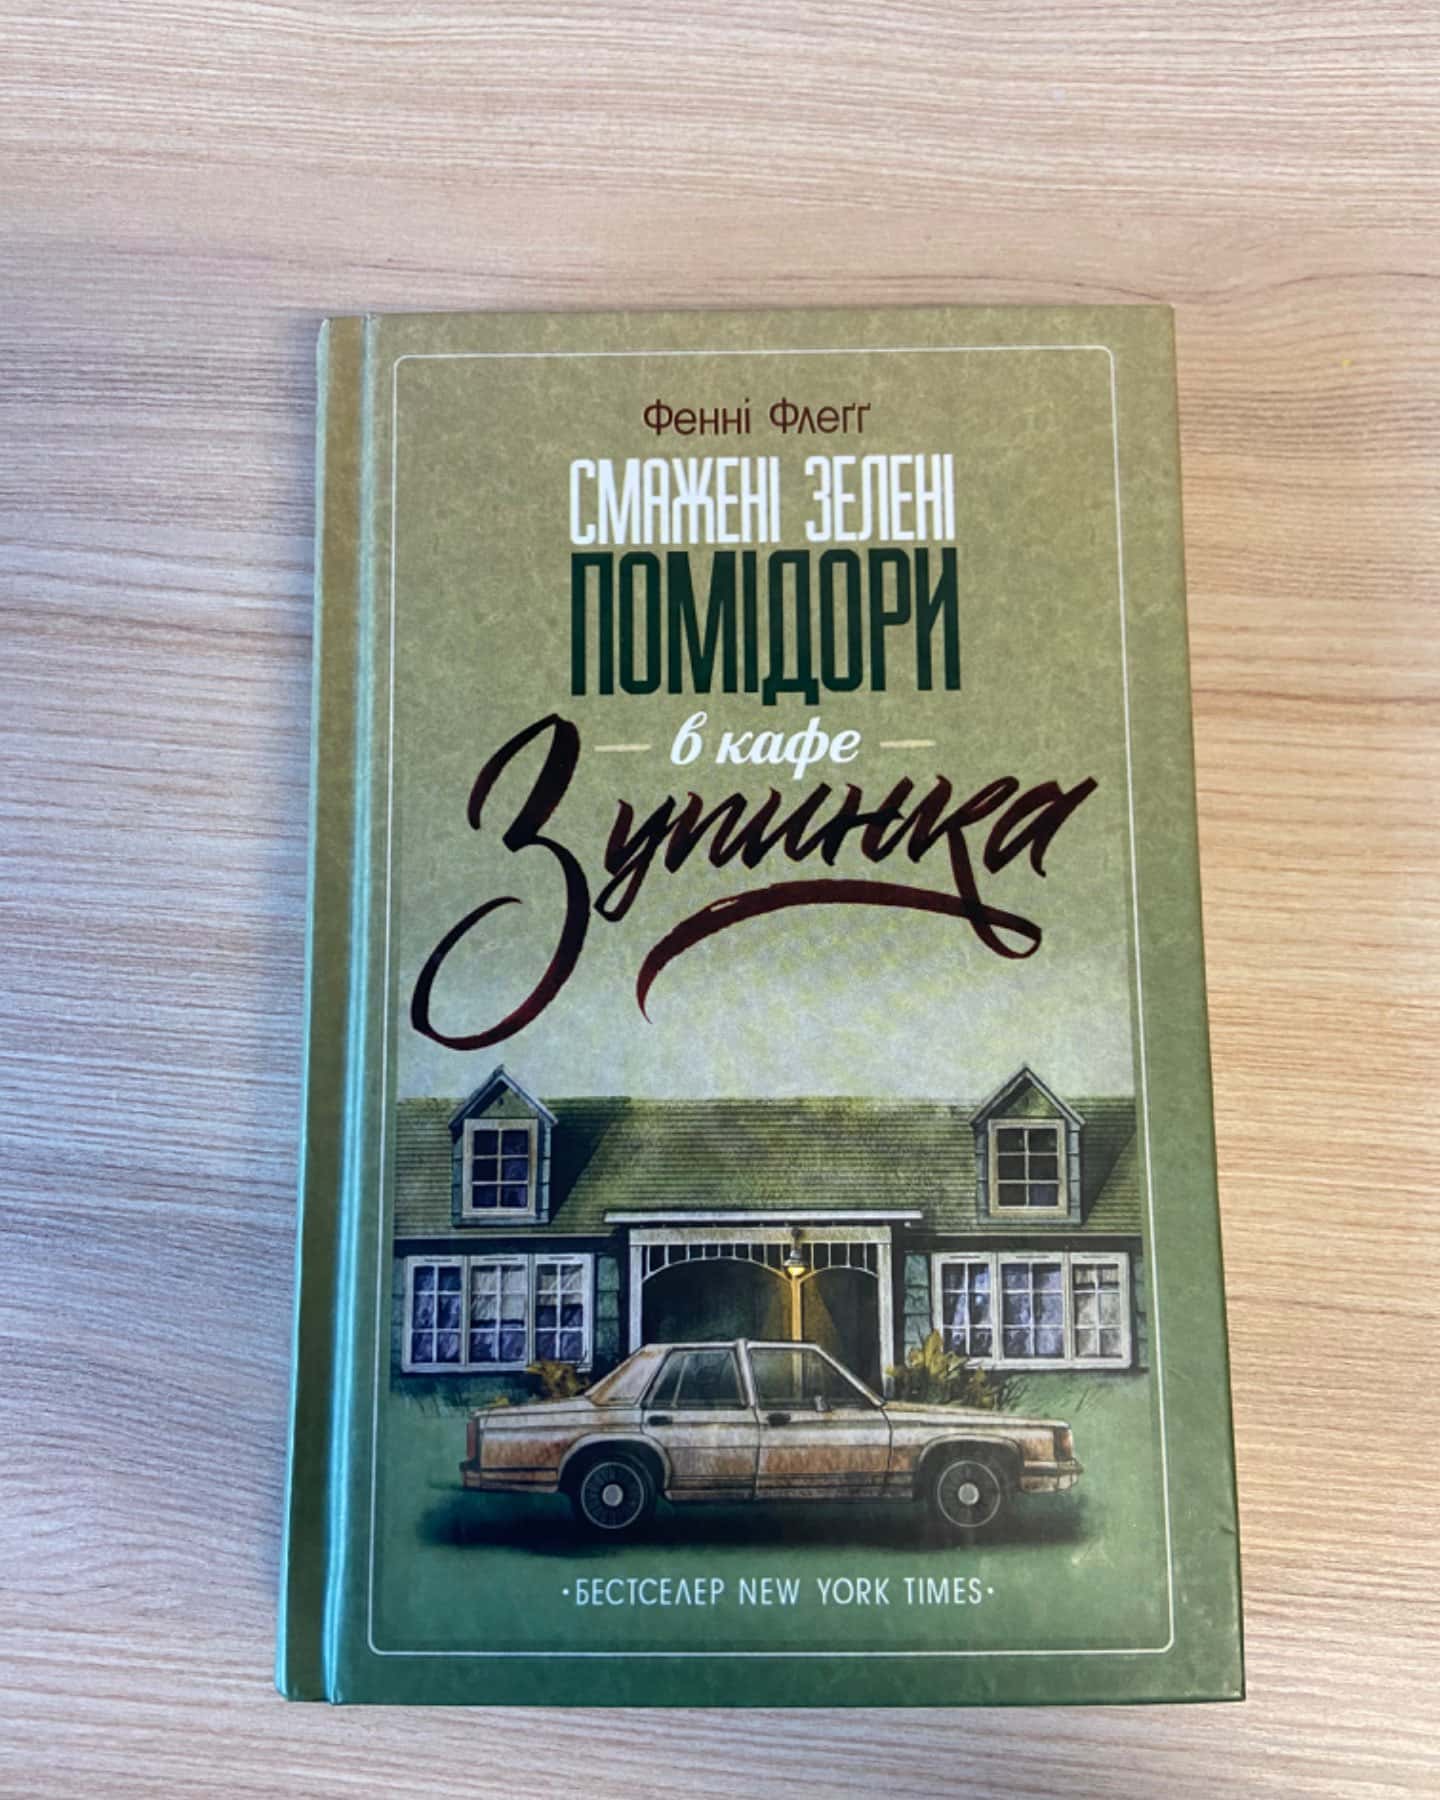 Фенні Флеґґ
СМАЖЕНІ ЗЕЛЕНІ
ПОМІДОРИ
в кафе
Зупинка
•БЕСТСЕЛЕР NEW YORK TIMES•